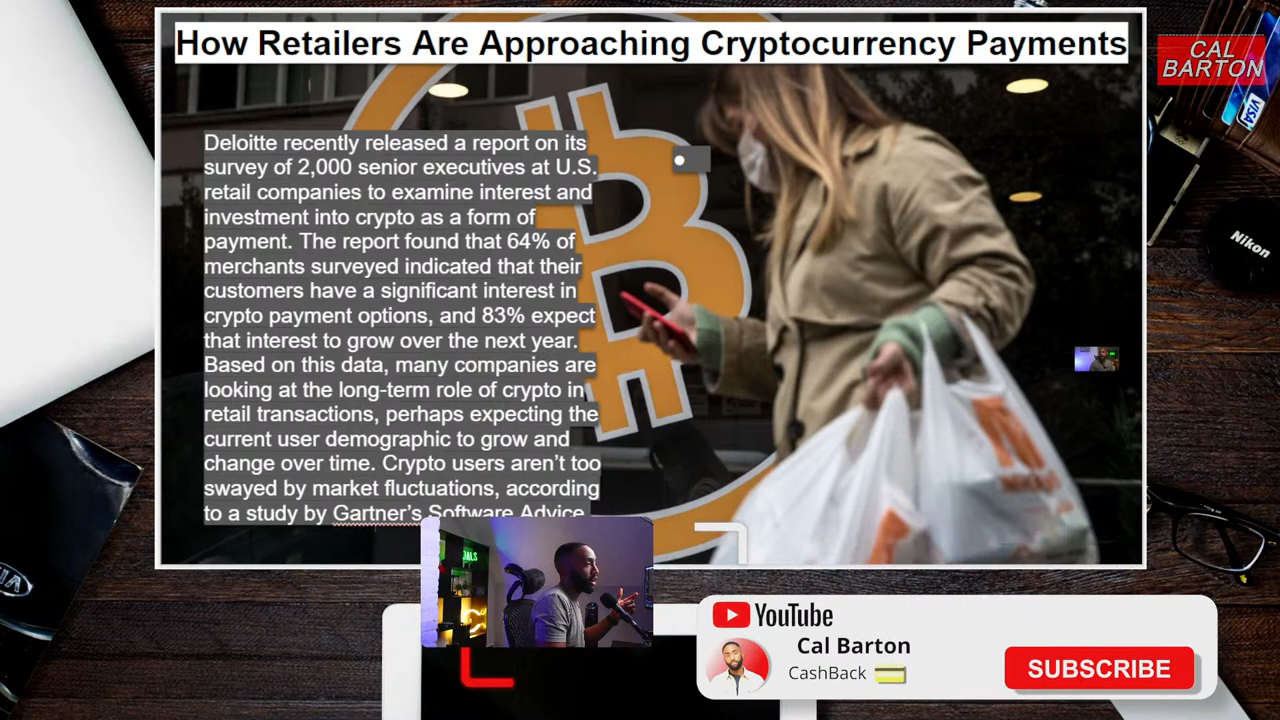 How Retailers Are Approaching Cryptocurrency Payments
CAL
BARTON
VISA
Deloitte recently released a report on its
survey of 2,000 senior executives at U.S.
retail companies to examine interest and
investment into crypto as a form of
payment. The report found that 64% of
merchants surveyed indicated that their
customers have a significant interest in
crypto payment options, and 83% expect
that interest to grow over the next year.
Based on this data, many companies are
looking at the long-term role of crypto in
retail transactions, perhaps expecting the
current user demographic to grow and
change over time. Crypto users aren’t too
swayed by market fluctuations, according
to a study by Gartner’s Software Advice
Nikon
YouTube
Cal Barton
CashBack
SUBSCRIBE